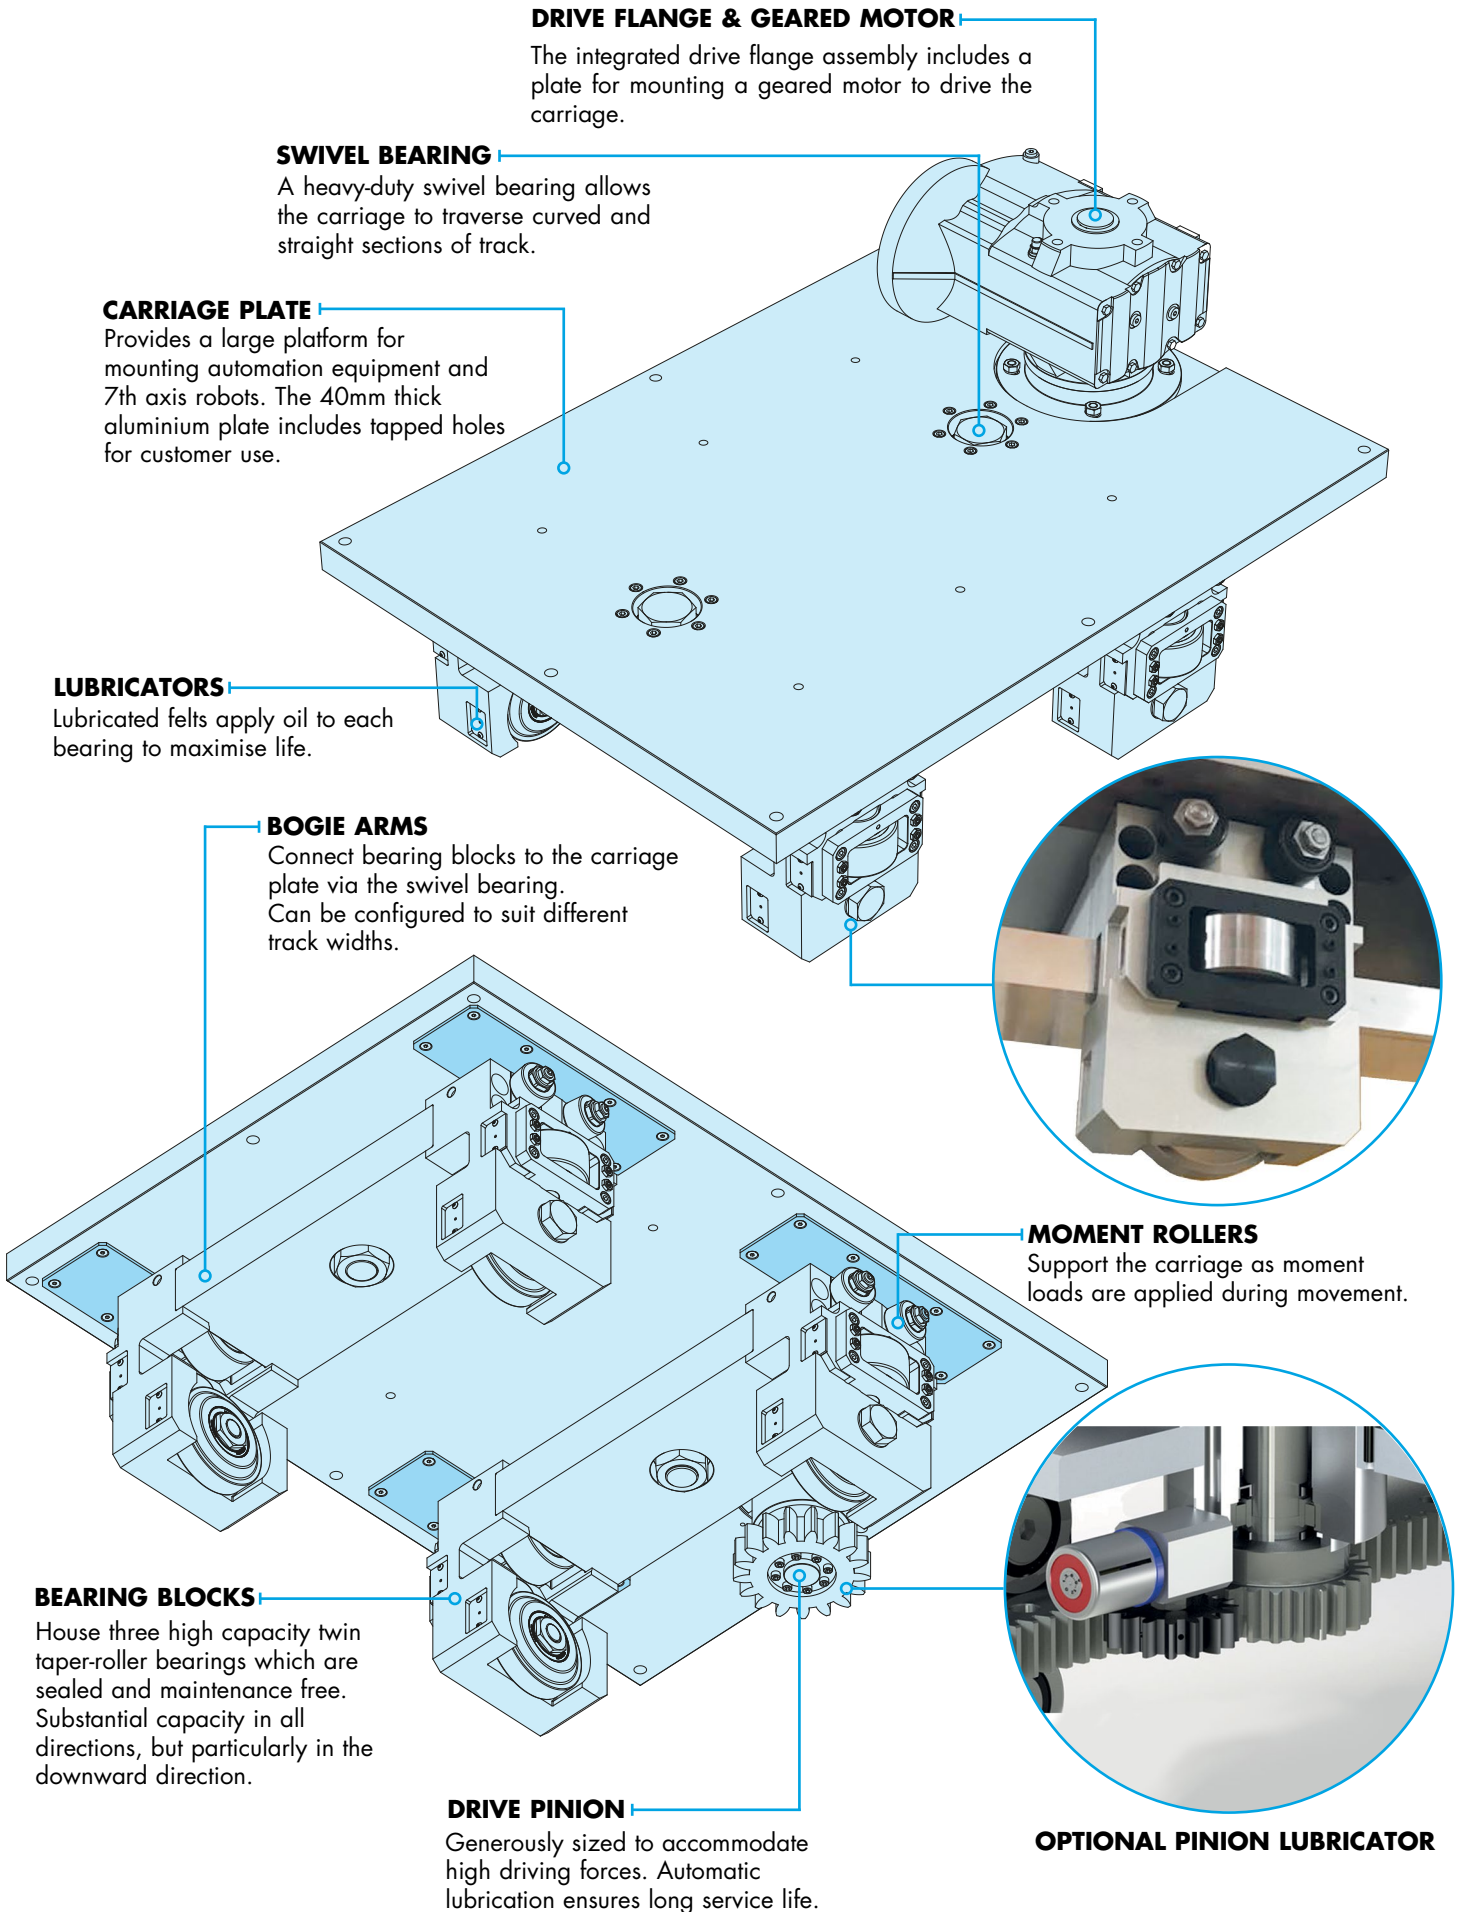 DRIVE FLANGE & GEARED MOTOR
The integrated drive flange assembly includes a
plate for mounting a geared motor to drive the
carriage.
SWIVEL BEARING
A heavy-duty swivel bearing allows
the carriage to traverse curved and
straight sections of track.
CARRIAGE PLATE
Provides a large platform for
mounting automation equipment and
7th axis robots. The 40mm thick
aluminium plate includes tapped holes
for customer use.
LUBRICATORS
Lubricated felts apply oil to each
bearing to maximise life.
BOGIE ARMS
Connect bearing blocks to the carriage
plate via the swivel bearing.
Can be configured to suit different
track widths.
MOMENT ROLLERS
Support the carriage as moment
loads are applied during movement.
BEARING BLOCKS
House three high capacity twin
taper-roller bearings which are
sealed and maintenance free.
Substantial capacity in all
directions, but particularly in the
downward direction.
DRIVE PINION
Generously sized to accommodate
high driving forces. Automatic
lubrication ensures long service life.
OPTIONAL PINION LUBRICATOR